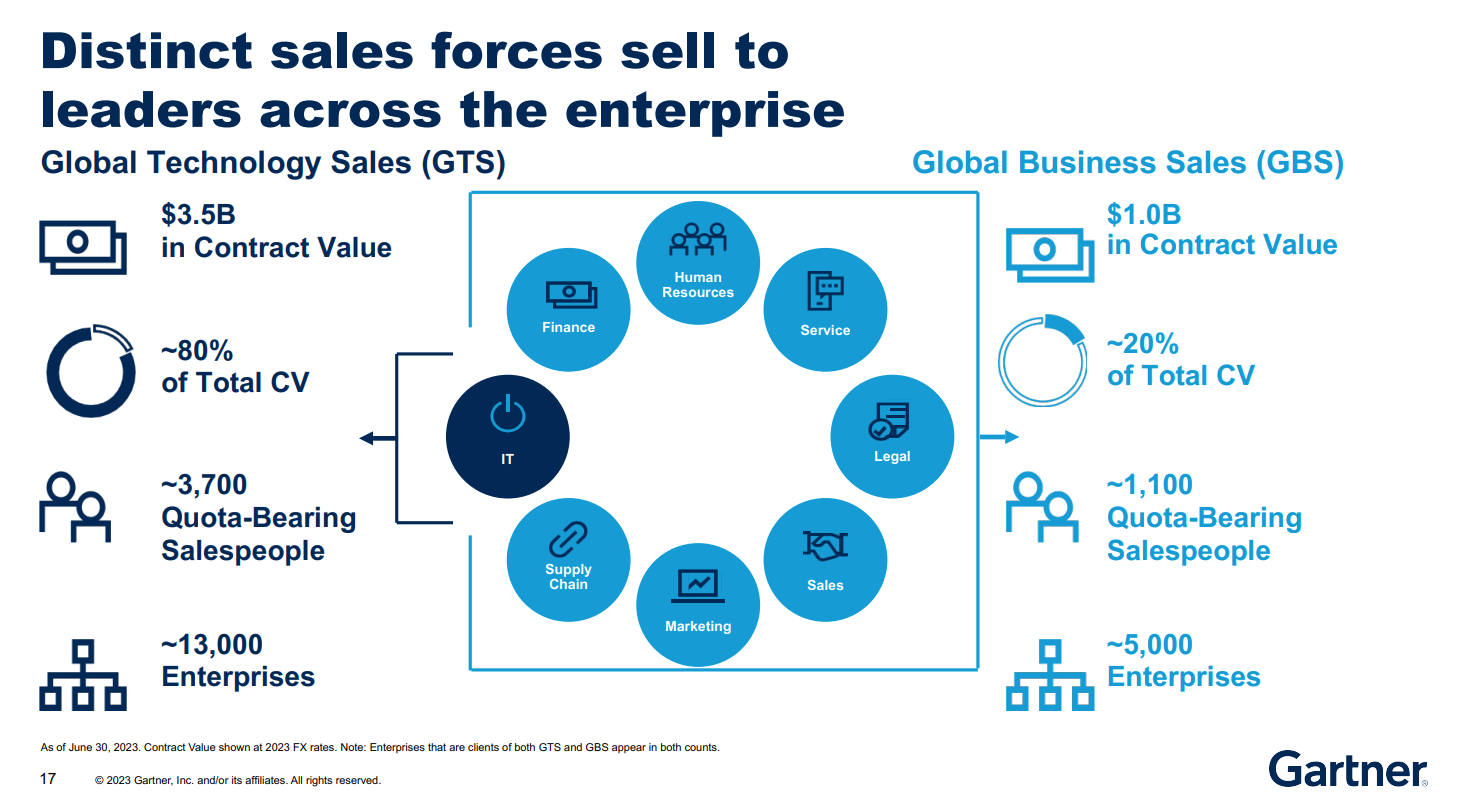 Distinct sales forces sell to
leaders across the enterprise
Global Technology Sales (GTS)
$3.5B
in Contract Value
~80%
of Total CV
~3,700
Quota-Bearing
Salespeople
~13,000
Enterprises
Human
Resources
Finance
Service
IT
Legal
Supply
Chain
Sales
Marketing
Global Business Sales (GBS)
$1.0B
in Contract Value
~20%
of Total CV
~1,100
Quota-Bearing
Salespeople
~5,000
Enterprises
As of June 30, 2023. Contract Value shown at 2023 FX rates. Note: Enterprises that are clients of both GTS and GBS appear in both counts.
17 © 2023 Gartner, Inc. and/or its affiliates. All rights reserved.
Gartner®